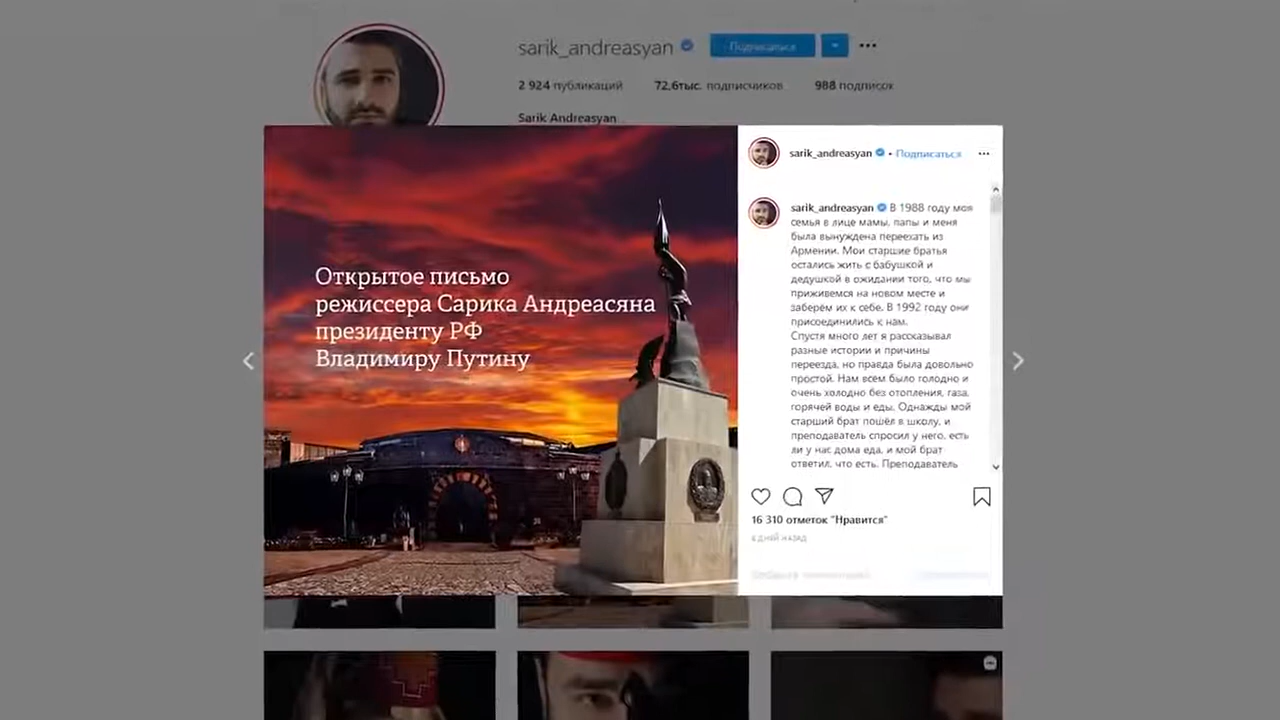 sarik_andreasyan
Подписаться
2 924 публикаций 72,6тыс. подписчиков 988 подписок
Sarik Andreasyan
Открытое письмо
режиссера Сарика Андреасяна
президенту РФ
Владимиру Путину
sarik_andreasyan • Подписаться
sarik_andreasyan В 1988 году моя
семья в лице мамы, папы и меня
была вынуждена переехать из
Армении. Мои старшие братья
остались жить с бабушкой и
дедушкой в ожидании того, что мы
приживемся на новом месте и
заберём их к себе. В 1992 году они
присоединились к нам.
Спустя много лет я рассказывал
разные истории и причины
переезда, но правда была довольно
простой. Нам всем было голодно и
очень холодно без отопления, газа,
горячей воды и еды. Однажды мой
старший брат пошёл в школу, и
преподаватель спросил у него, есть
ли у нас дома еда, и мой брат
ответил, что есть. Преподаватель
16 310 отметок "Нравится"
6 ДНЕЙ НАЗАД